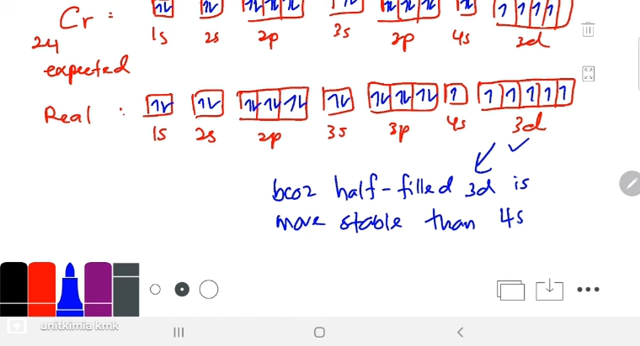 Cr =
24
1s 2s 2p 3s 2p 4s 3d
expected
Real :
1s 2s 2p 3s 3p 4s 3d
bcoz half-filled 3d is
more stable than 4s
unitkimia kmk